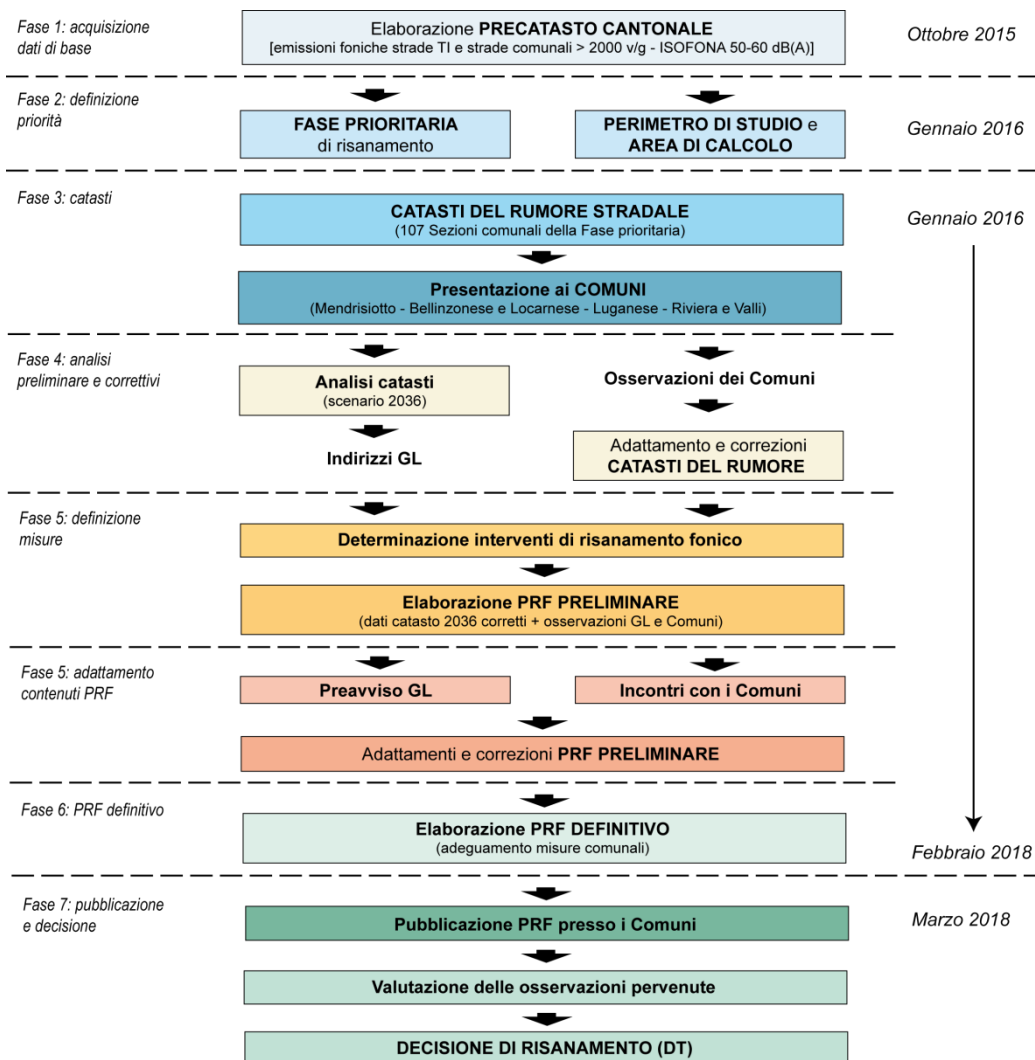 Fase 1: acquisizione
dati di base
Elaborazione PRECATASTO CANTONALE
[emissioni foniche strade TI e strade comunali > 2000 v/g - ISOFONA 50-60 dB(A)]
Ottobre 2015
Fase 2: definizione
priorità
FASE PRIORITARIA
di risanamento
PERIMETRO DI STUDIO e
AREA DI CALCOLO
Gennaio 2016
Fase 3: catasti
CATASTI DEL RUMORE STRADALE
(107 Sezioni comunali della Fase prioritaria)
Gennaio 2016
Presentazione ai COMUNI
(Mendrisiotto - Bellinzonese e Locarnese - Luganese - Riviera e Valli)
Fase 4: analisi
preliminare e correttivi
Analisi catasti
(scenario 2036)
Osservazioni dei Comuni
Indirizzi GL
Adattamento e correzioni
CATASTI DEL RUMORE
Fase 5: definizione
misure
Determinazione interventi di risanamento fonico
Elaborazione PRF PRELIMINARE
(dati catasto 2036 corretti + osservazioni GL e Comuni)
Fase 5: adattamento
contenuti PRF
Preavviso GL
Incontri con i Comuni
Adattamenti e correzioni PRF PRELIMINARE
Fase 6: PRF definitivo
Elaborazione PRF DEFINITIVO
(adeguamento misure comunali)
Febbraio 2018
Fase 7: pubblicazione
e decisione
Pubblicazione PRF presso i Comuni
Marzo 2018
Valutazione delle osservazioni pervenute
DECISIONE DI RISANAMENTO (DT)